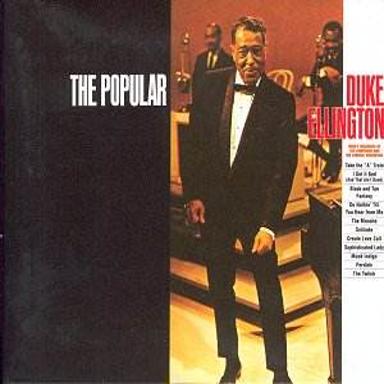 THE POPULAR
DUKE
ELLINGTON
Take the "A" Train
I Got it Bad
(And That Ain't Good)
Black and Tan
Fantasy
Do Nothin' Till
You Hear from Me
The Mooche
Solitude
Creole Love Call
Sophisticated Lady
Mood Indigo
Perdido
The Twitch